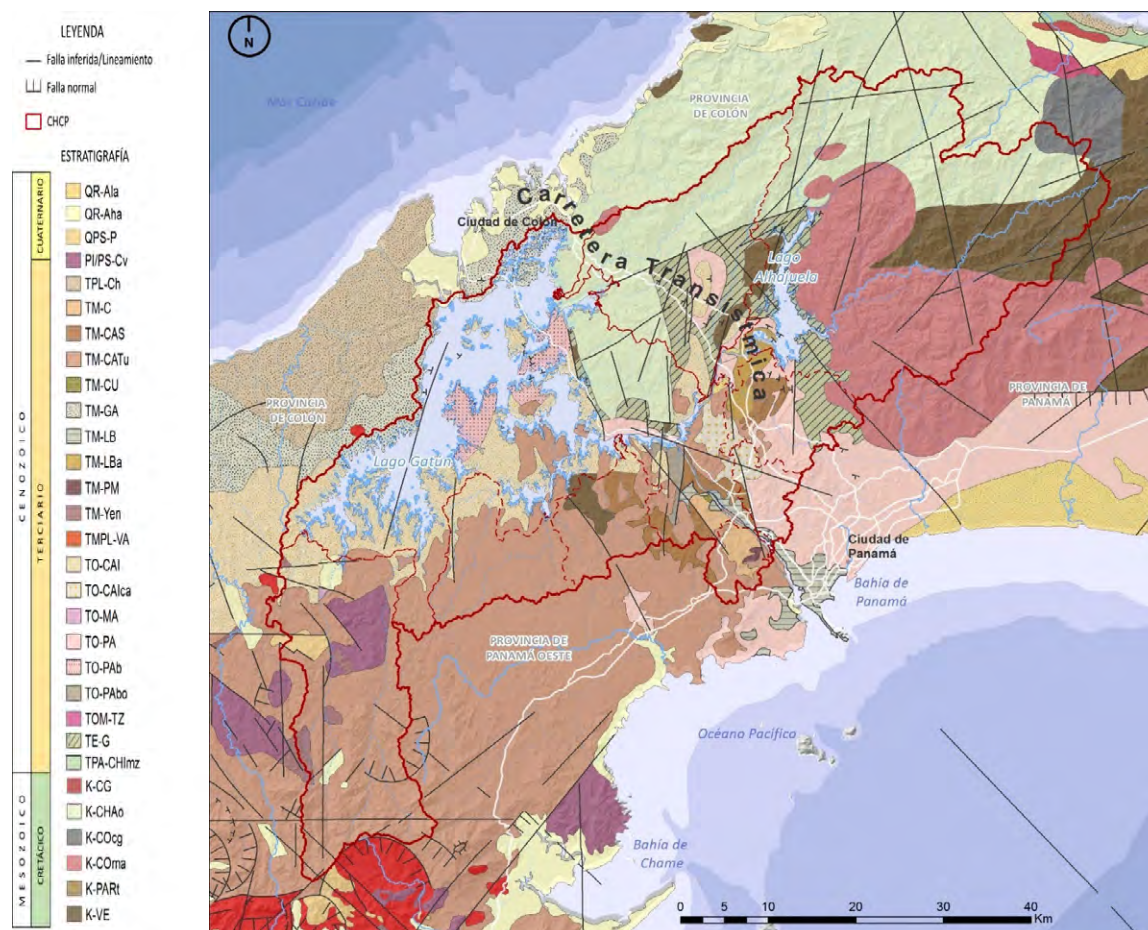 LEYENDA
Falla inferida/Lineamiento
Falla normal
CHCP
ESTRATIGRAFÍA
CENOZOICO
CUATERNARIO
TERCIARIO
MESOZOICO
CRETÁCICO
QR-Ala
QR-Aha
QPS-P
PI/PS-Cv
TPL-Ch
TM-C
TM-CAS
TM-CATu
TM-CU
TM-GA
TM-LB
TM-LBa
TM-PM
TM-Yen
TMPL-VA
TO-CAI
TO-CAIca
TO-MA
TO-PA
TO-PAb
TO-PAbo
TOM-TZ
TE-G
TPA-CHImz
K-CG
K-CHAo
K-COcg
K-COma
K-PARt
K-VE
N
Mar Caribe
PROVINCIA
DE COLÓN
Carretera Transístmica
Ciudad de Colón
Lago
Alhajuela
PROVINCIA DE
COLÓN
PROVINCIA DE
PANAMÁ
Lago Gatún
Ciudad de
Panamá
Bahía de
Panamá
PROVINCIA DE
PANAMÁ OESTE
Océano Pacífico
Bahía de
Chame
0 5 10 20 30 40
Km